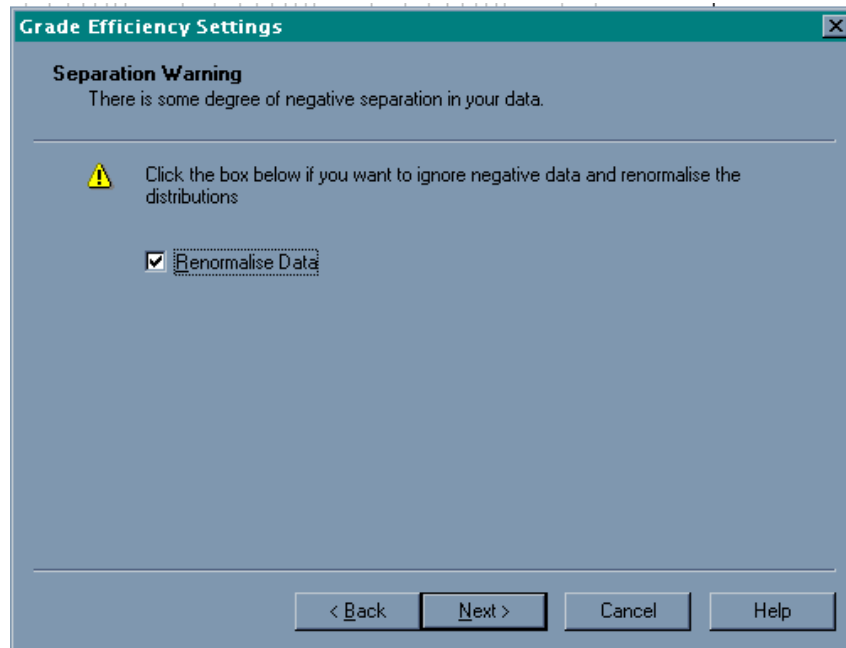 Grade Efficiency Settings
Separation Warning
There is some degree of negative separation in your data.
Click the box below if you want to ignore negative data and renormalise the
distributions
Renormalise Data
< Back Next > Cancel Help